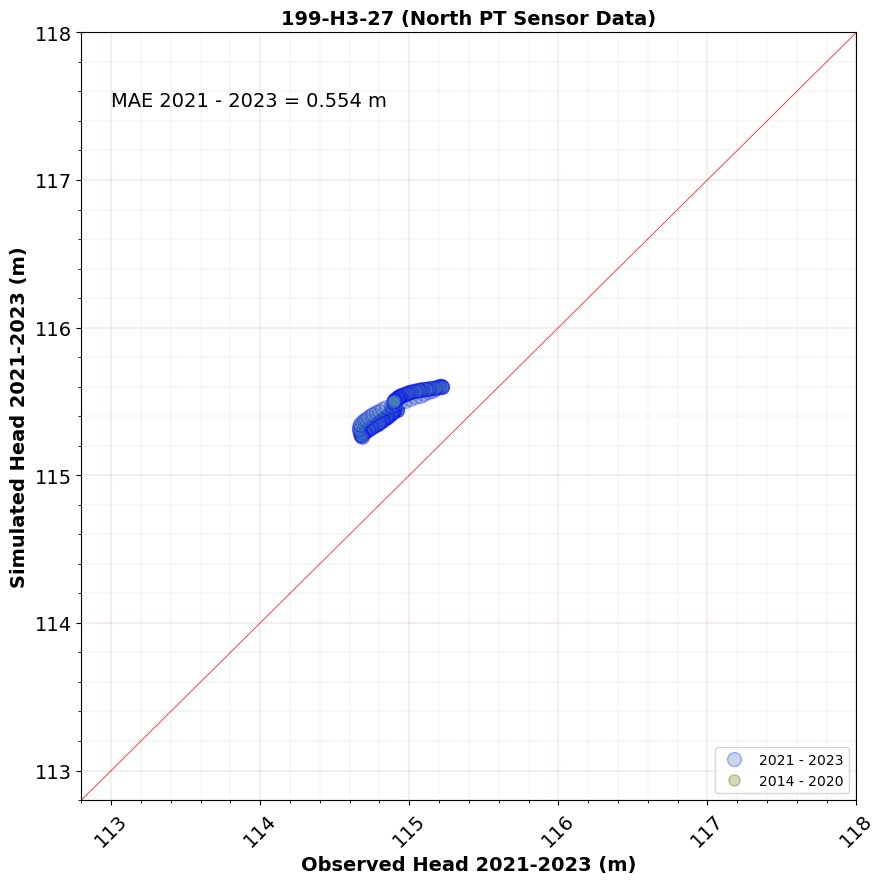 199-H3-27 (North PT Sensor Data)
118
117
116
115
114
113
Simulated Head 2021-2023 (m)
MAE 2021 - 2023 = 0.554 m
2021 - 2023
2014 - 2020
113
114
115
116
117
118
Observed Head 2021-2023 (m)